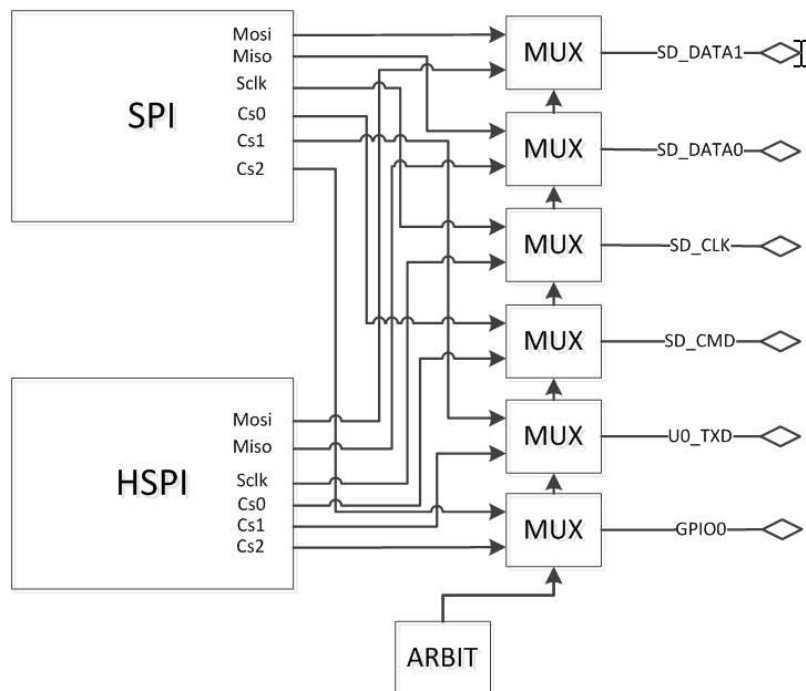 Mosi
Miso
Sclk
Cs0
Cs1
Cs2
SPI
MUX
SD_DATA1
MUX
SD_DATA0
MUX
SD_CLK
MUX
SD_CMD
MUX
U0_TXD
MUX
GPIO0
Mosi
Miso
Sclk
Cs0
Cs1
Cs2
HSPI
ARBIT